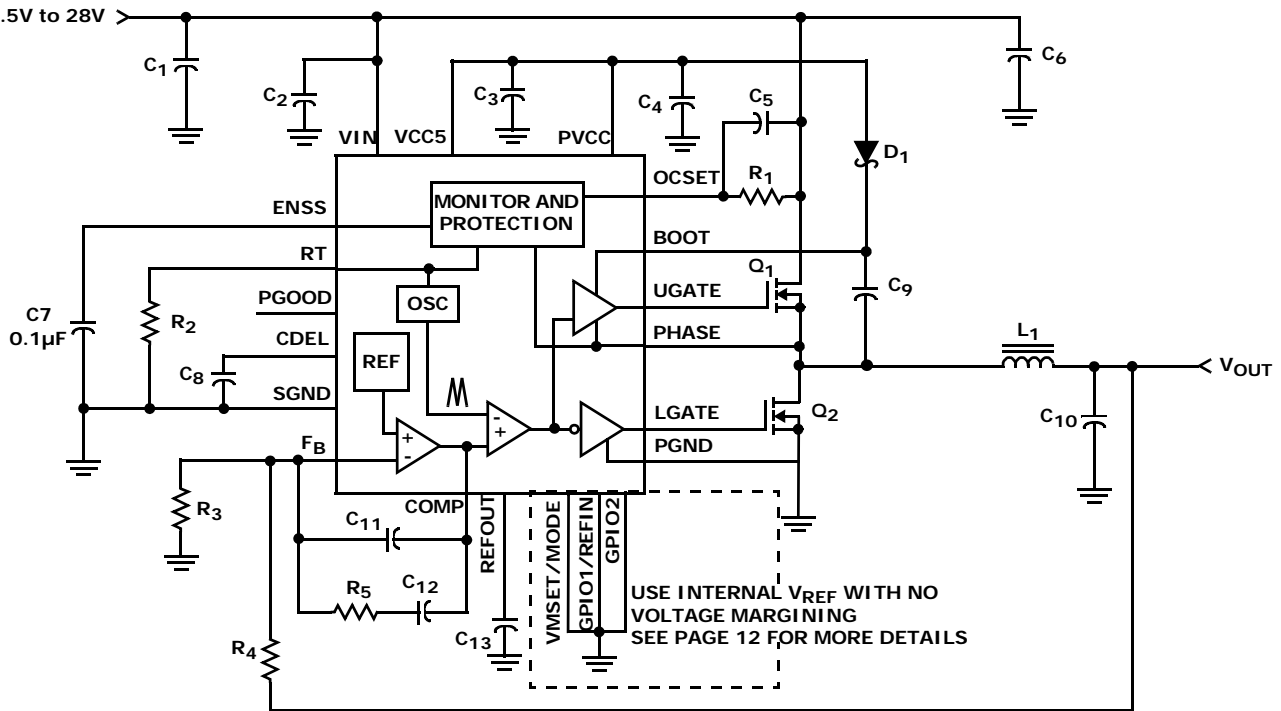 .5V to 28V
C1
C2
C3
C4
C5
C6
VIN
VCC5
PVCC
D1
OCSET
R1
MONITOR AND
PROTECTION
ENSS
BOOT
RT
Q1
C9
OSC
UGATE
PGOOD
C7
0.1µF
R2
PHASE
L1
CDEL
REF
VOUT
C8
SGND
LGATE
Q2
C10
+
-
-
+
PGND
FB
COMP
R3
C11
REFOUT
VMSET/MODE
GPIO1/REFIN
GPIO2
R5
C12
C13
USE INTERNAL VREF WITH NO
VOLTAGE MARGINING
SEE PAGE 12 FOR MORE DETAILS
R4